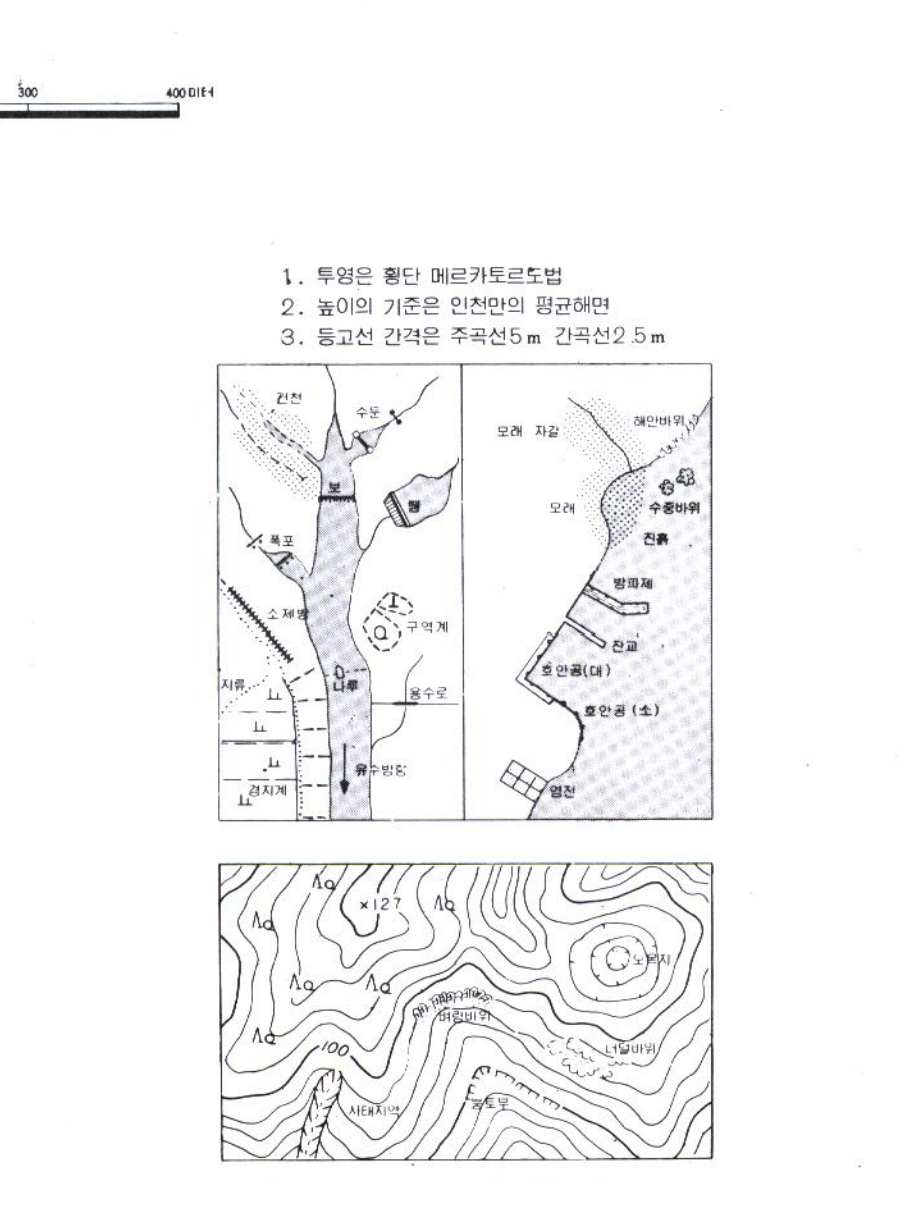 300 400미터
1. 투영은 횡단 메르카토르도법
2. 높이의 기준은 인천만의 평균해면
3. 등고선 간격은 주곡선5m 간곡선2.5m
건천
수문
보
땜
폭포
소제방
구역계
나루
지류
용수로
유수방향
경지계
모래 자갈
해안바위
모래
수중바위
진흙
방파제
잔교
호안공(대)
호안공(소)
염전
×127
오목지
벼랑바위
너덜바위
100
사태지역